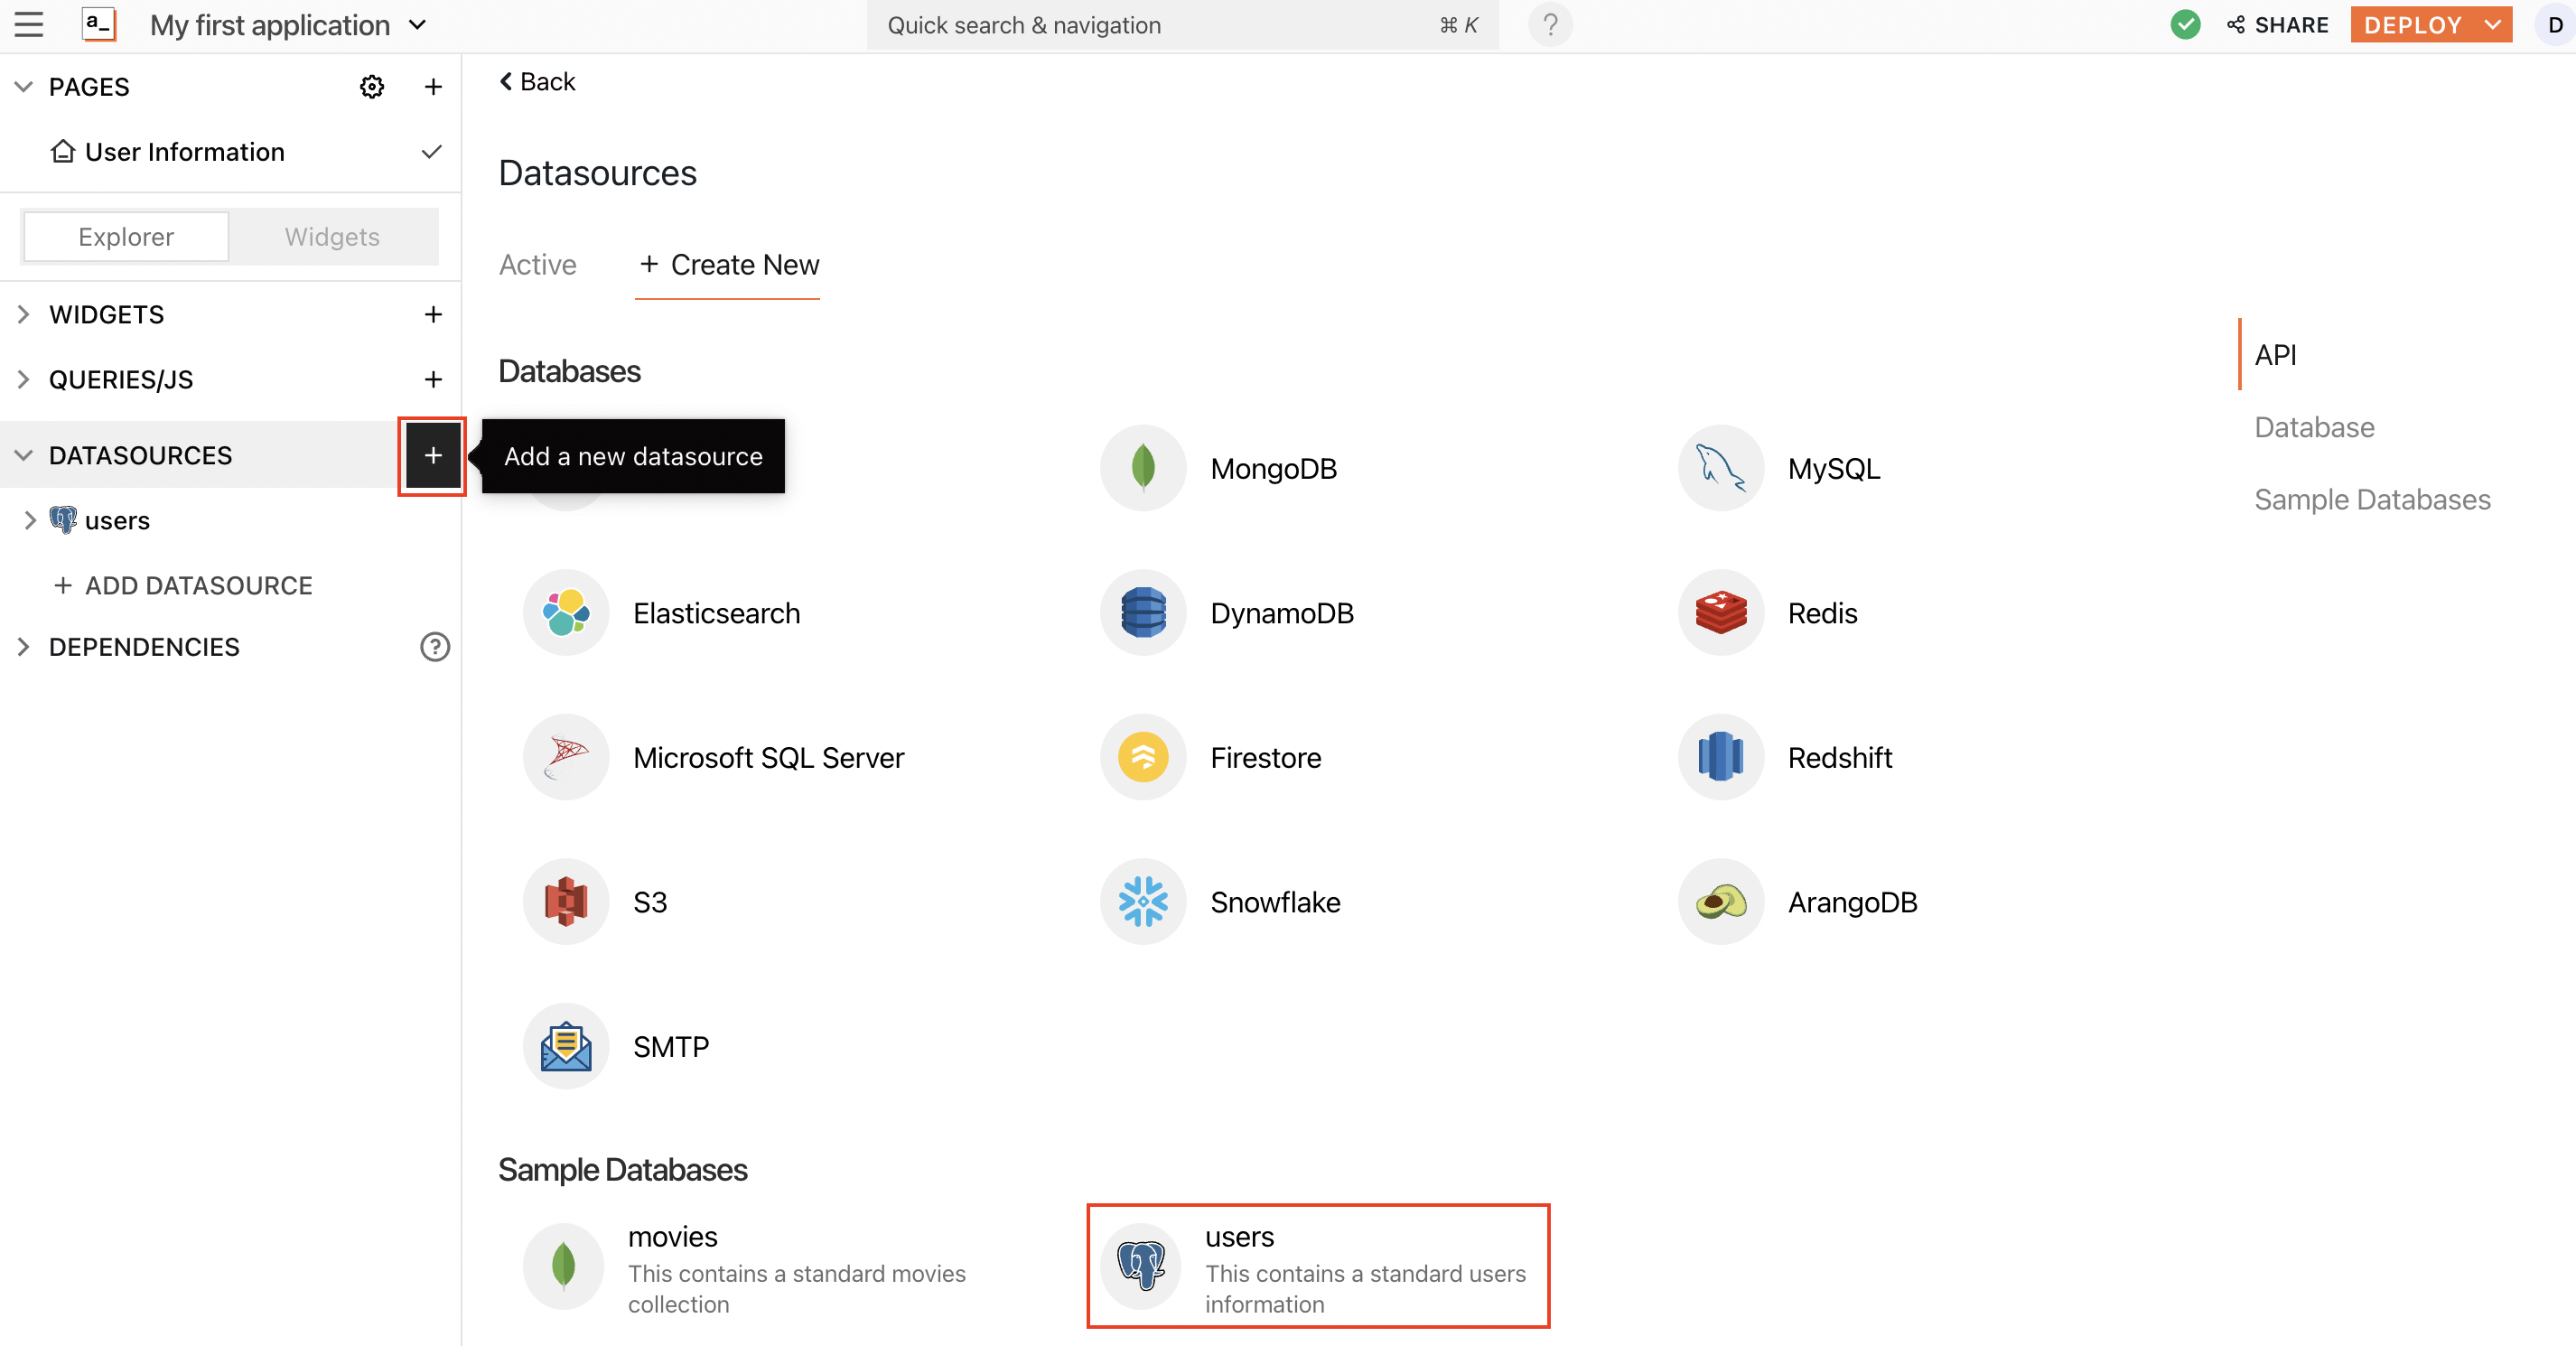 a_ My first application
Quick search & navigation ⌘ K
?
SHARE
DEPLOY
D
PAGES
+
User Information
Explorer
Widgets
WIDGETS +
QUERIES/JS +
DATASOURCES +
Add a new datasource
users
+ ADD DATASOURCE
DEPENDENCIES ?
Back
Datasources
Active
+ Create New
Databases
MongoDB
MySQL
Elasticsearch
DynamoDB
Redis
Microsoft SQL Server
Firestore
Redshift
S3
Snowflake
ArangoDB
SMTP
Sample Databases
movies
This contains a standard movies
collection
users
This contains a standard users
information
API
Database
Sample Databases